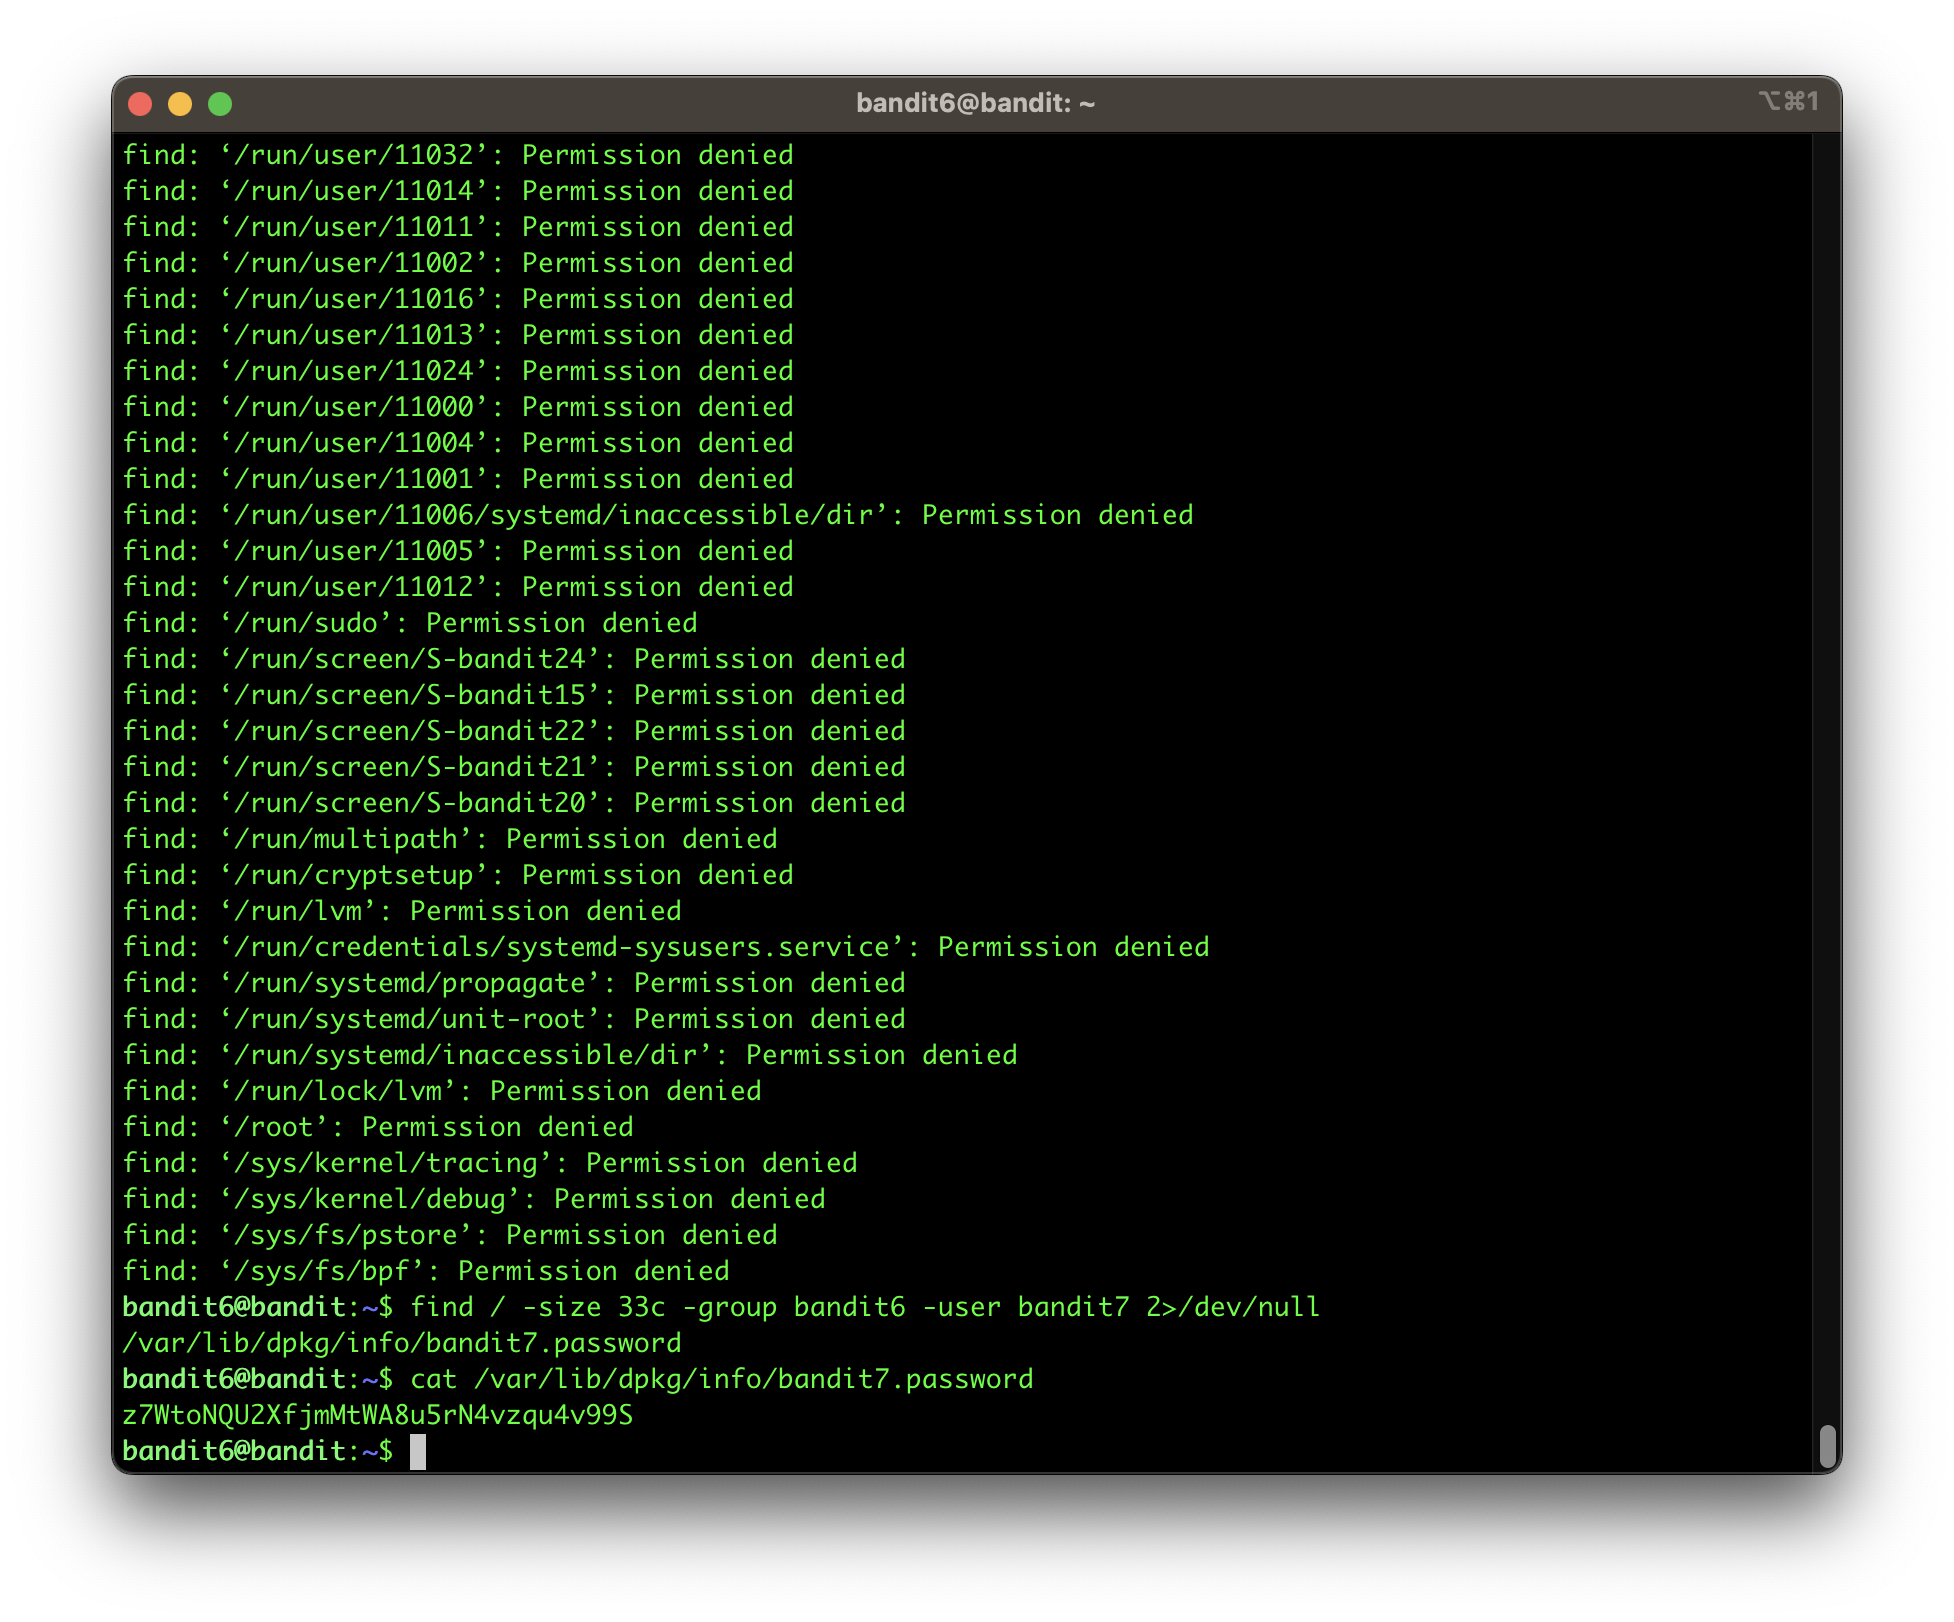 bandit6@bandit: ~
⌥⌘1
find: ‘/run/user/11032’: Permission denied
find: ‘/run/user/11014’: Permission denied
find: ‘/run/user/11011’: Permission denied
find: ‘/run/user/11002’: Permission denied
find: ‘/run/user/11016’: Permission denied
find: ‘/run/user/11013’: Permission denied
find: ‘/run/user/11024’: Permission denied
find: ‘/run/user/11000’: Permission denied
find: ‘/run/user/11004’: Permission denied
find: ‘/run/user/11001’: Permission denied
find: ‘/run/user/11006/systemd/inaccessible/dir’: Permission denied
find: ‘/run/user/11005’: Permission denied
find: ‘/run/user/11012’: Permission denied
find: ‘/run/sudo’: Permission denied
find: ‘/run/screen/S-bandit24’: Permission denied
find: ‘/run/screen/S-bandit15’: Permission denied
find: ‘/run/screen/S-bandit22’: Permission denied
find: ‘/run/screen/S-bandit21’: Permission denied
find: ‘/run/screen/S-bandit20’: Permission denied
find: ‘/run/multipath’: Permission denied
find: ‘/run/cryptsetup’: Permission denied
find: ‘/run/lvm’: Permission denied
find: ‘/run/credentials/systemd-sysusers.service’: Permission denied
find: ‘/run/systemd/propagate’: Permission denied
find: ‘/run/systemd/unit-root’: Permission denied
find: ‘/run/systemd/inaccessible/dir’: Permission denied
find: ‘/run/lock/lvm’: Permission denied
find: ‘/root’: Permission denied
find: ‘/sys/kernel/tracing’: Permission denied
find: ‘/sys/kernel/debug’: Permission denied
find: ‘/sys/fs/pstore’: Permission denied
find: ‘/sys/fs/bpf’: Permission denied
bandit6@bandit:~$ find / -size 33c -group bandit6 -user bandit7 2>/dev/null
/var/lib/dpkg/info/bandit7.password
bandit6@bandit:~$ cat /var/lib/dpkg/info/bandit7.password
z7WtoNQU2XfjmMtWA8u5rN4vzqu4v99S
bandit6@bandit:~$